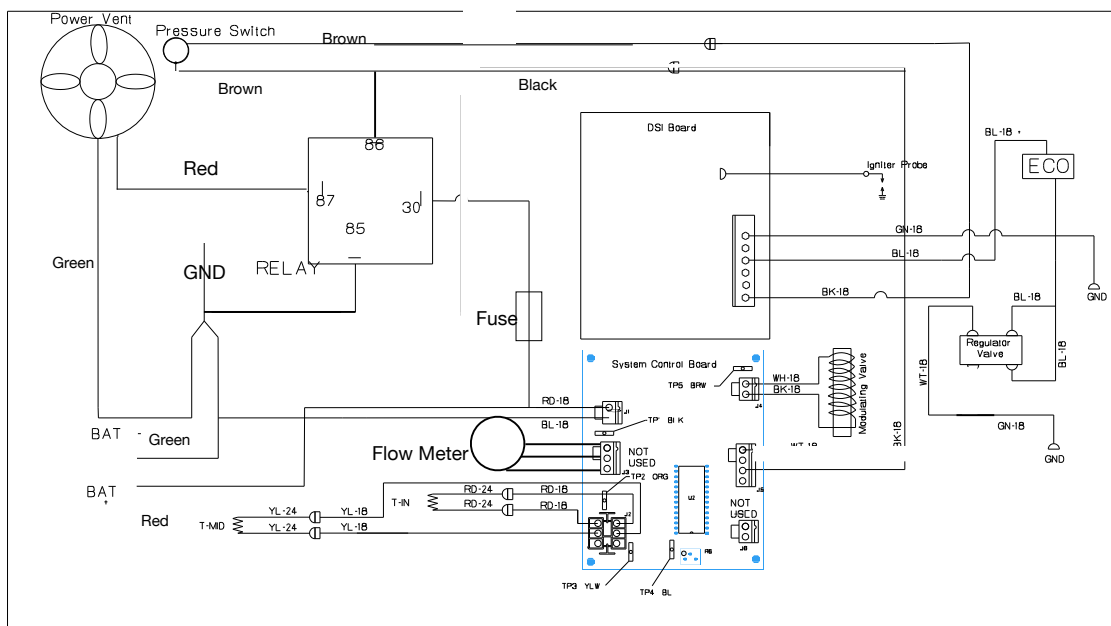 Power Vent
Pressure Switch
Brown
Brown
Black
DSI Board
BL-18
ECO
Igniter Probe
86
Red
87
30
85
GN-18
Green
GND
RELAY
BL-18
BK-18
GND
BL-18
Fuse
Regulator
Valve
System Control Board
WT-18
BL-18
TP5 BRW
WH-18
BK-18
J4
Modulating Valve
RD-18
J1
BAT
BL-18
GN-18
Green
Flow Meter
NOT
USED
J3
BK-18
GND
TP2 ORG
U2
J5
BAT
+
RD-24
RD-18
T-IN
RD-24
RD-18
J2
NOT
USED
Red
YL-24
YL-18
T-MID
YL-24
YL-18
R6
J6
TP3 YLW
TP4 BL